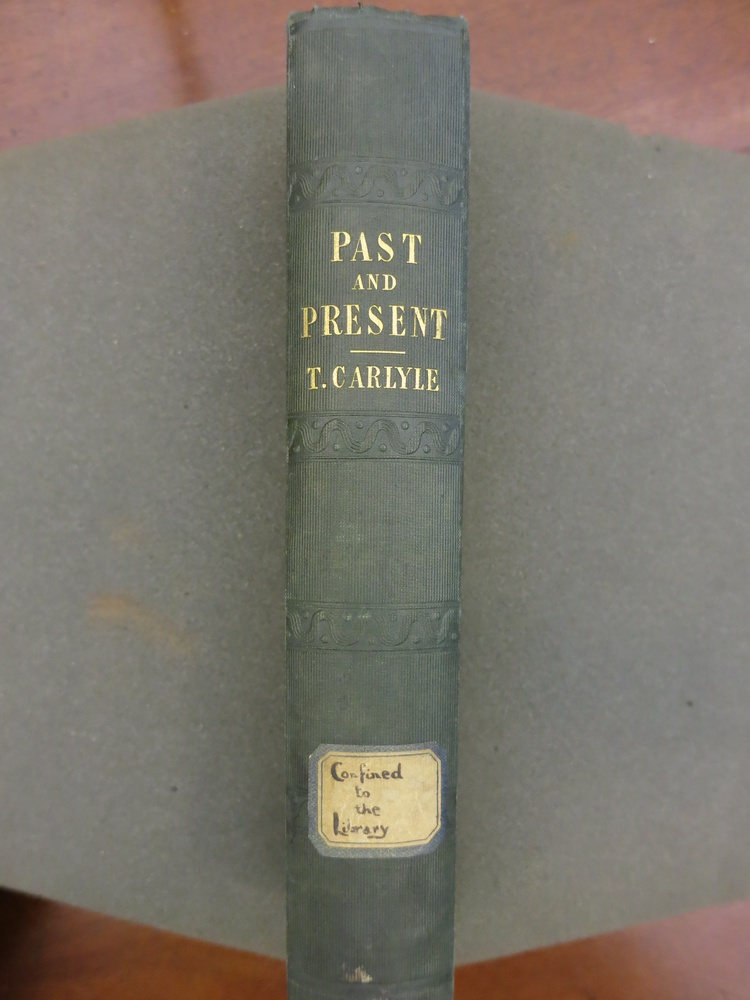 PAST
AND
PRESENT
T. CARLYLE
Confined
to
the
Library